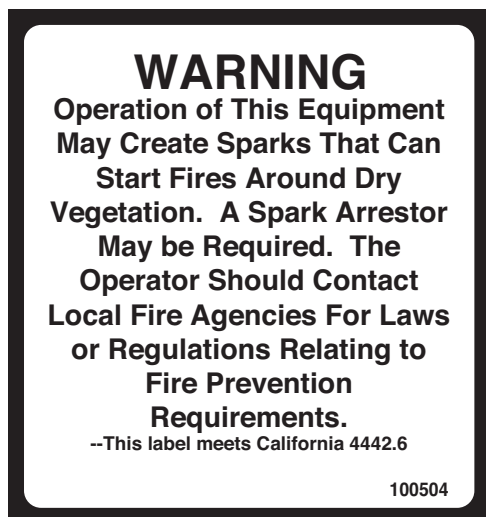 WARNING
Operation of This Equipment
May Create Sparks That Can
Start Fires Around Dry
Vegetation.  A Spark Arrestor
May be Required.  The
Operator Should Contact
Local Fire Agencies For Laws
or Regulations Relating to
Fire Prevention
Requirements.
--This label meets California 4442.6
100504